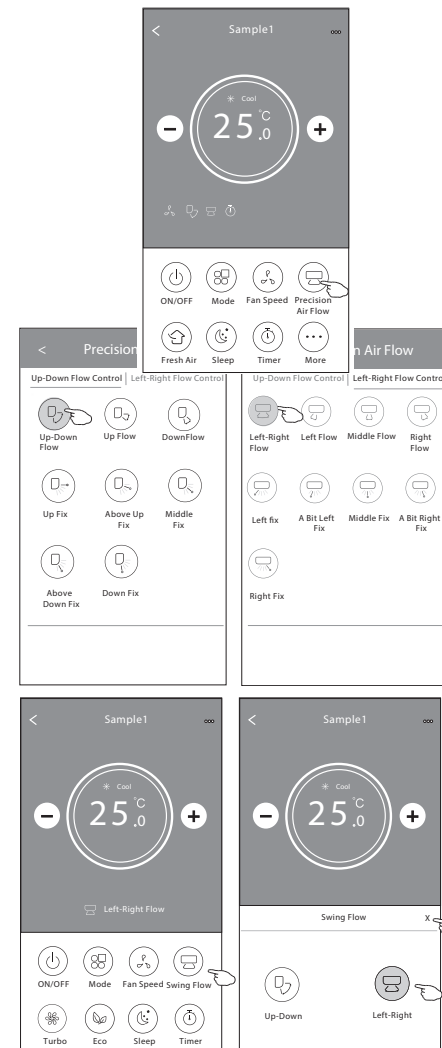 Sample1
Cool
25.0 °C
ON/OFF
Mode
Fan Speed
Precision
Air Flow
Fresh Air
Sleep
Timer
More
Precision
Up-Down Flow Control
Left-Right Flow Control
Up-Down
Flow
Up Flow
DownFlow
Up Fix
Above Up
Fix
Middle
Fix
Above
Down Fix
Down Fix
n Air Flow
Up-Down Flow Control
Left-Right Flow Contro
Left-Right
Flow
Left Flow
Middle Flow
Right
Flow
Left fix
A Bit Left
Fix
Middle Fix
A Bit Right
Fix
Right Fix
Sample1
Cool
25.0 °C
Left-Right Flow
ON/OFF
Mode
Fan Speed
Swing Flow
Turbo
Eco
Sleep
Timer
Sample1
Cool
25.0 °C
Swing Flow
X
Up-Down
Left-Right